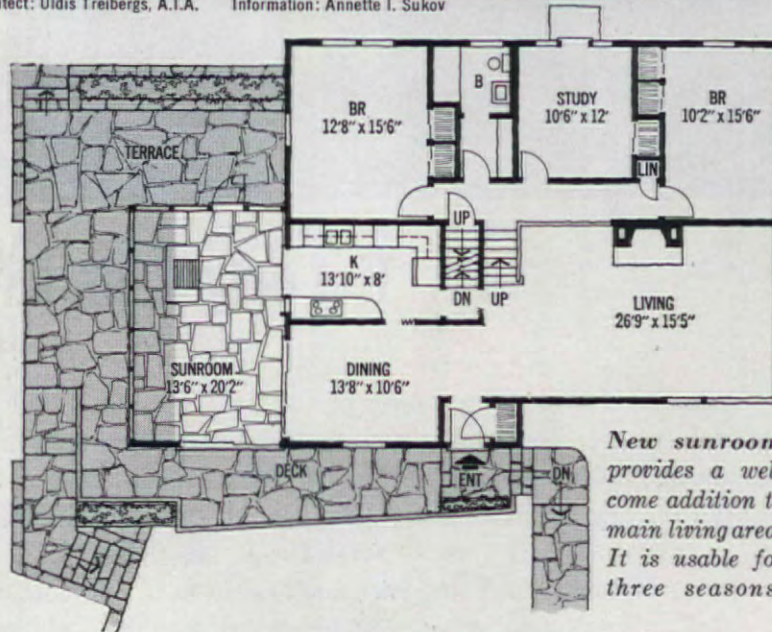 Architect: Uldis Treibergs, A.I.A. Information: Annette I. Sukov
B
BR
12'8" x 15'6"
STUDY
10'6" x 12'
BR
10'2" x 15'6"
TERRACE
LIN
UP
K
13'10" x 8'
DN
UP
LIVING
26'9" x 15'5"
SUNROOM
13'6" x 20'2"
DINING
13'8" x 10'6"
DECK
ENT
DN
New sunroom
provides a wel
come addition t
main living area
It is usable fo
three seasons